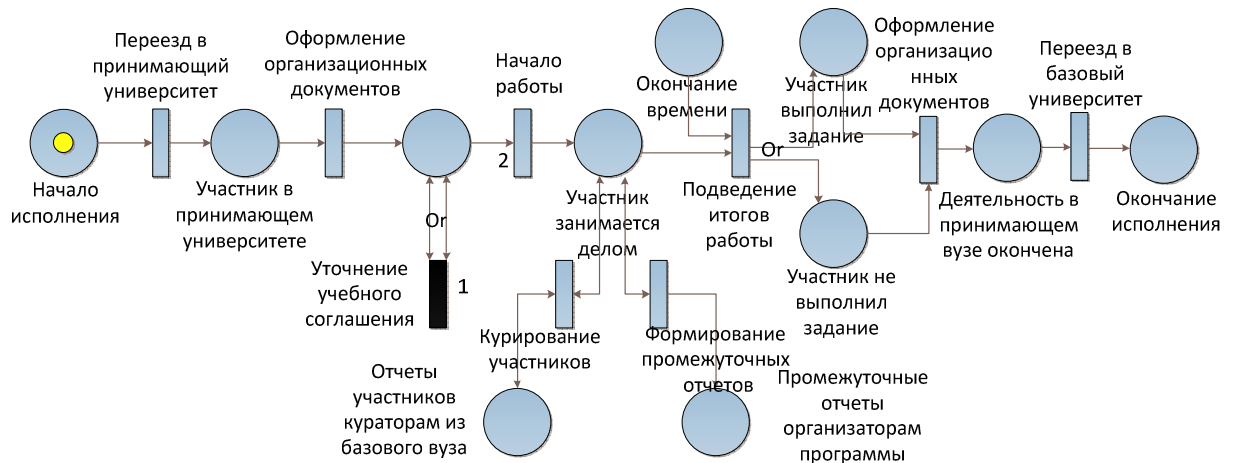 Переезд в
принимающий
университет
Оформление
организационных
документов
Начало
работы
Окончание
времени
Участник
выполнил
задание
Оформление
организацио
нных
документов
Переезд в
базовый
университет
Начало
исполнения
Участник в
принимающем
университете
2
Or
Участник
занимается
делом
Or
Подведение
итогов
работы
Деятельность в
принимающем
вузе окончена
Окончание
исполнения
Уточнение
учебного
соглашения
1
Участник не
выполнил
задание
Курирование
участников
Формирование
промежуточных
отчетов
Отчеты
участников
кураторам из
базового вуза
Промежуточные
отчеты
организаторам
программы